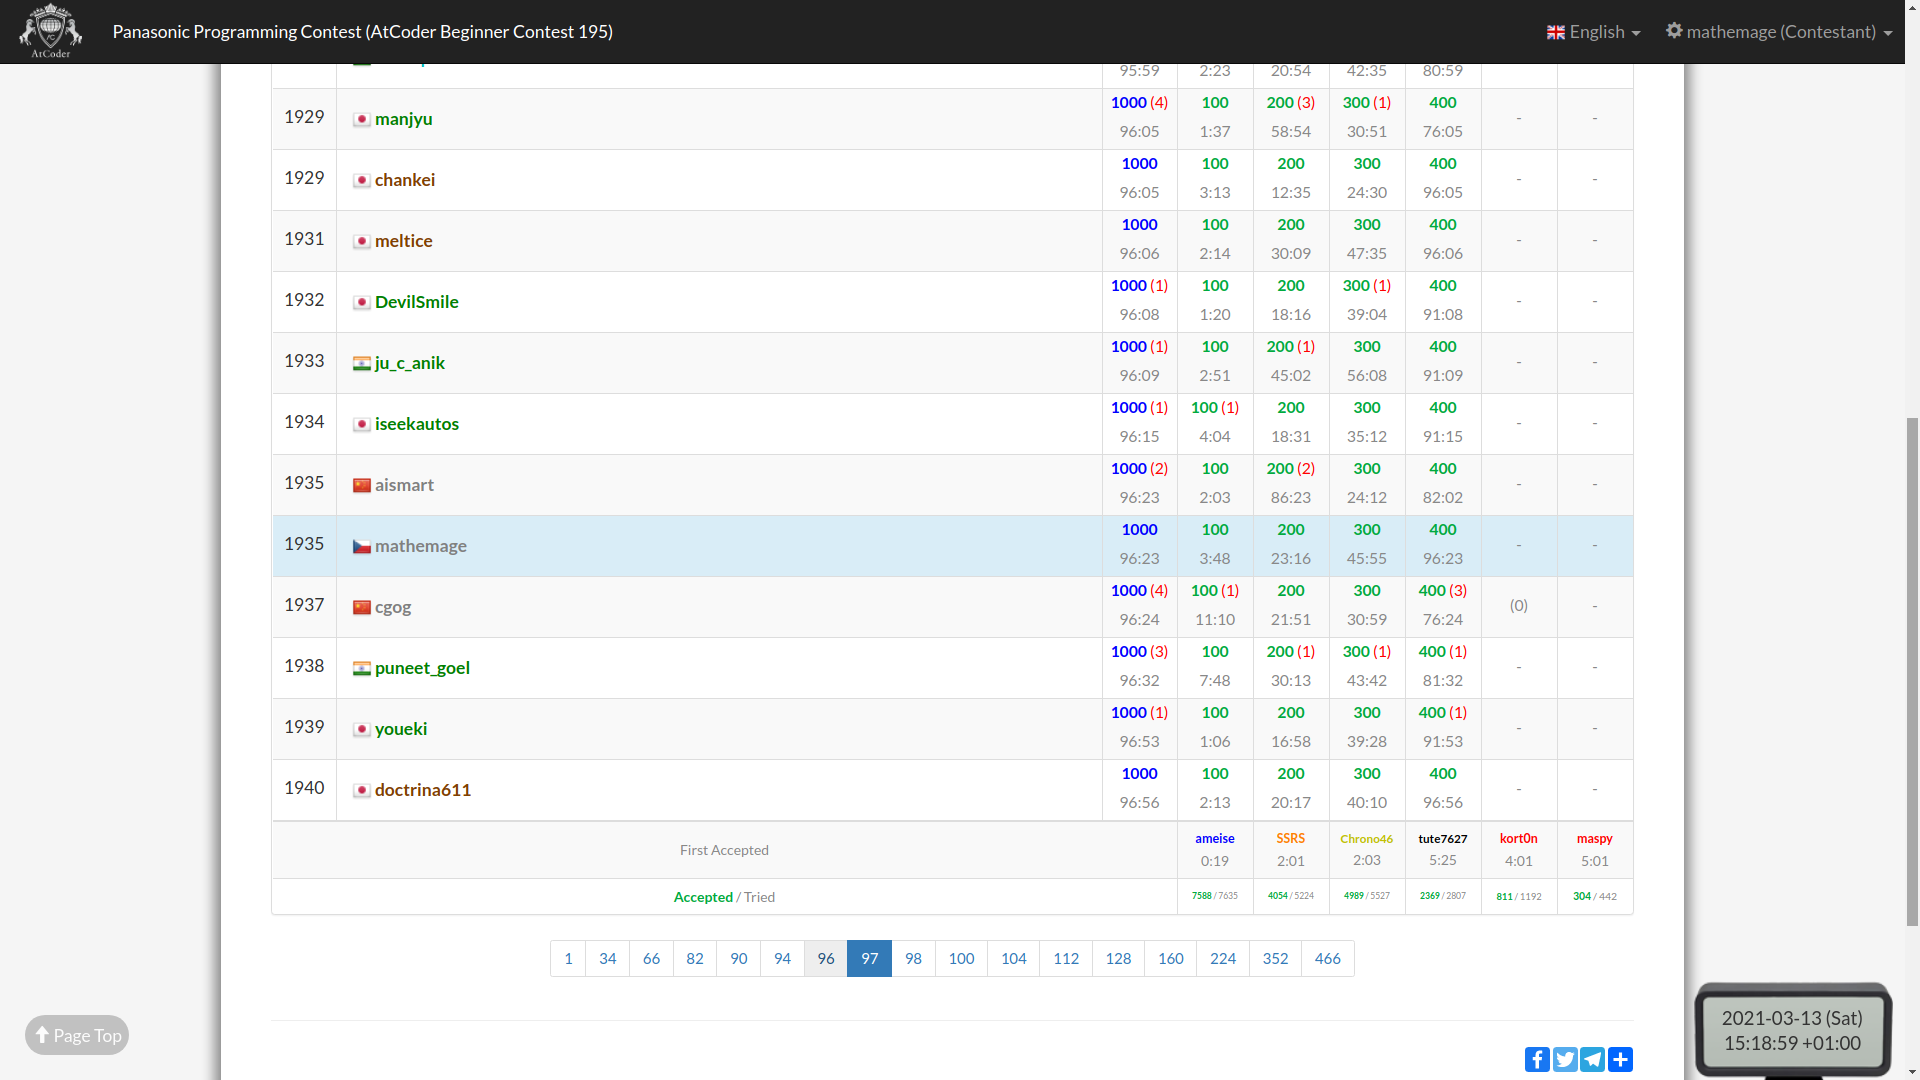 AtCoder
Panasonic Programming Contest (AtCoder Beginner Contest 195)
English
mathemage (Contestant)
95:59 2:23 20:54 42:35 80:59
1929 manjyu 1000 (4) 100 200 (3) 300 (1) 400 - -
96:05 1:37 58:54 30:51 76:05
1929 chankei 1000 100 200 300 400 - -
96:05 3:13 12:35 24:30 96:05
1931 meltice 1000 100 200 300 400 - -
96:06 2:14 30:09 47:35 96:06
1932 DevilSmile 1000 (1) 100 200 300 (1) 400 - -
96:08 1:20 18:16 39:04 91:08
1933 ju_c_anik 1000 (1) 100 200 (1) 300 400 - -
96:09 2:51 45:02 56:08 91:09
1934 iseekautos 1000 (1) 100 (1) 200 300 400 - -
96:15 4:04 18:31 35:12 91:15
1935 aismart 1000 (2) 100 200 (2) 300 400 - -
96:23 2:03 86:23 24:12 82:02
1935 mathemage 1000 100 200 300 400 - -
96:23 3:48 23:16 45:55 96:23
1937 cgog 1000 (4) 100 (1) 200 300 400 (3) (0) -
96:24 11:10 21:51 30:59 76:24
1938 puneet_goel 1000 (3) 100 200 (1) 300 (1) 400 (1) - -
96:32 7:48 30:13 43:42 81:32
1939 youeki 1000 (1) 100 200 300 400 (1) - -
96:53 1:06 16:58 39:28 91:53
1940 doctrina611 1000 100 200 300 400 - -
96:56 2:13 20:17 40:10 96:56
First Accepted ameise SSRS Chrono46 tute7627 kort0n maspy
0:19 2:01 2:03 5:25 4:01 5:01
Accepted / Tried 7588 / 7635 4054 / 5224 4989 / 5527 2369 / 2807 811 / 1192 304 / 442
1 34 66 82 90 94 96 97 98 100 104 112 128 160 224 352 466
Page Top
2021-03-13 (Sat)
15:18:59 +01:00